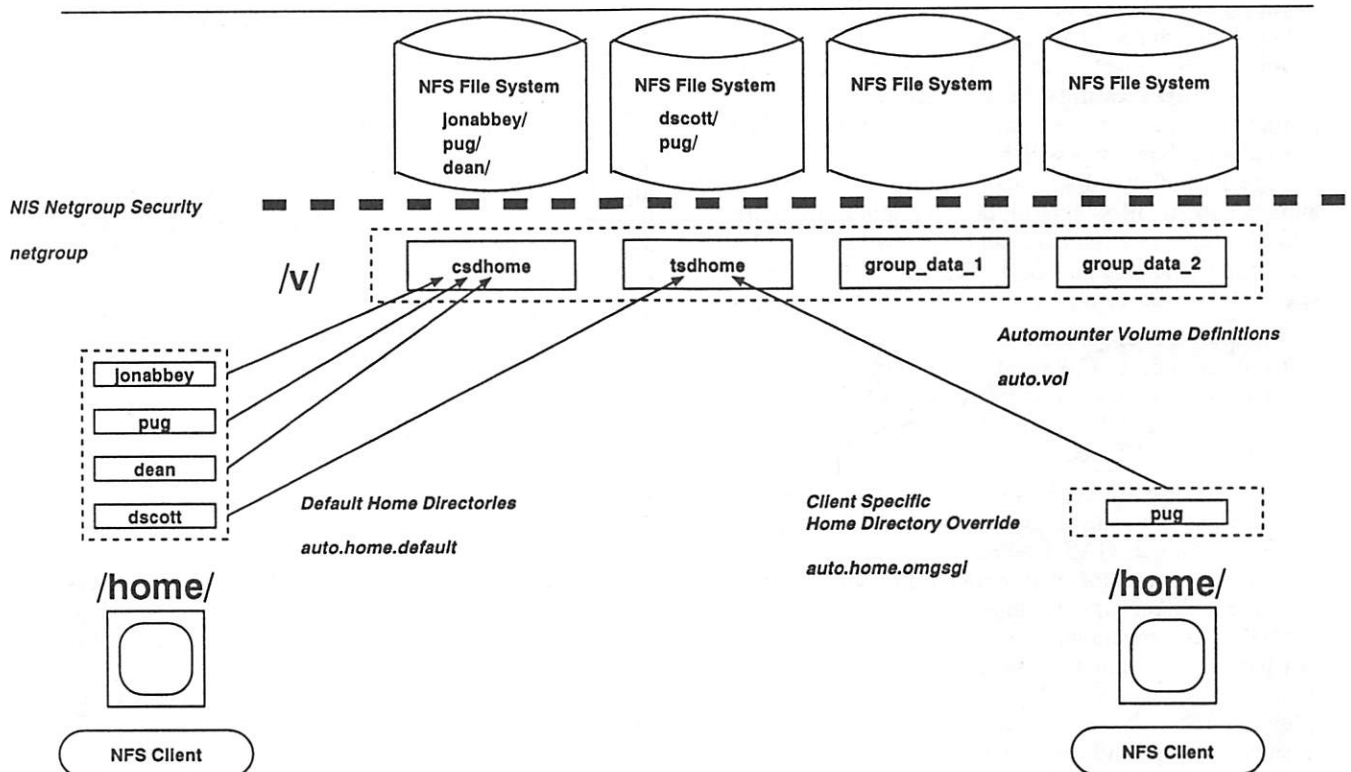 NFS File System
jonabbey/
pug/
dean/
NFS File System
dscott/
pug/
NFS File System
NFS File System
NIS Netgroup Security
netgroup
/v/
csdhome
tsdhome
group_data_1
group_data_2
Automounter Volume Definitions
auto.vol
jonabbey
pug
dean
dscott
Default Home Directories
auto.home.default
Client Specific
Home Directory Override
auto.home.omgsgi
pug
/home/
/home/
NFS Client
NFS Client